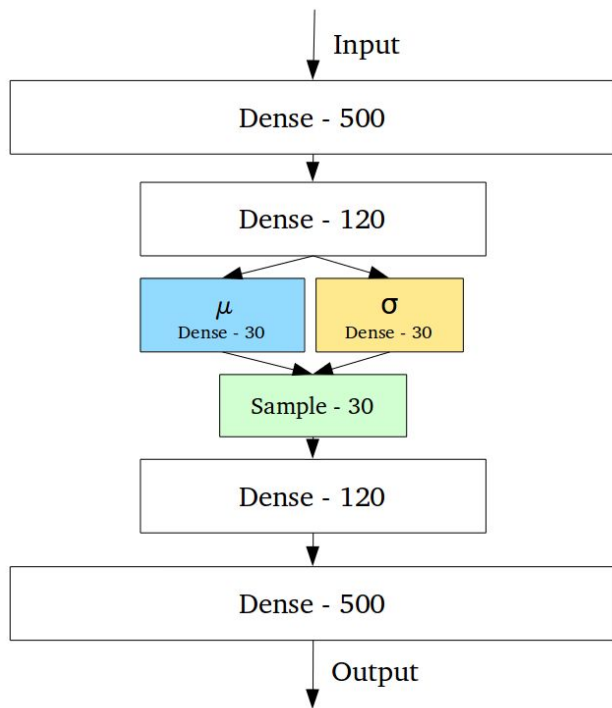 Input
Dense - 500
Dense - 120
μ
Dense - 30
σ
Dense - 30
Sample - 30
Dense - 120
Dense - 500
Output